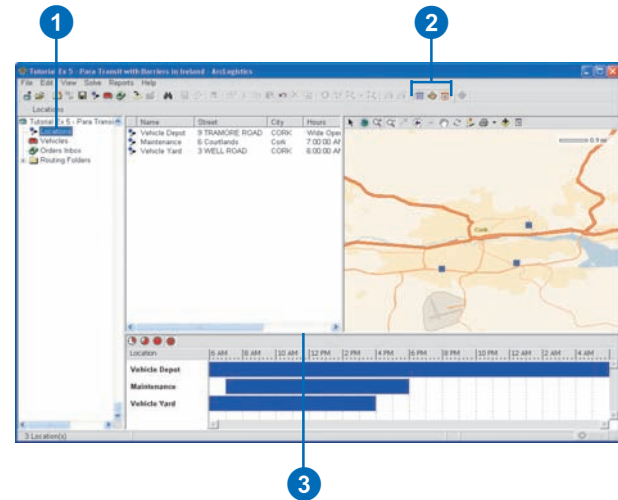 1
2
Tutorial Ex 5 - Para Transit with Barriers in Ireland - ArcLogistics
File Edit View Solve Reports Help
Locations
Tutorial Ex 5 - Para Transit
Locations
Vehicles
Orders Inbox
Routing Folders
Name Street City Hours
Vehicle Depot 9 TRAMORE ROAD CORK Wide Open
Maintenance 6 Courtlands Cork 7:00:00 AM
Vehicle Yard 3 WELL ROAD CORK 6:00:00 AM
0.9 mi
Cork
Location 6 AM 8 AM 10 AM 12 PM 2 PM 4 PM 6 PM 8 PM 10 PM 12 AM 2 AM 4 AM
Vehicle Depot
Maintenance
Vehicle Yard
3 Location(s)
3